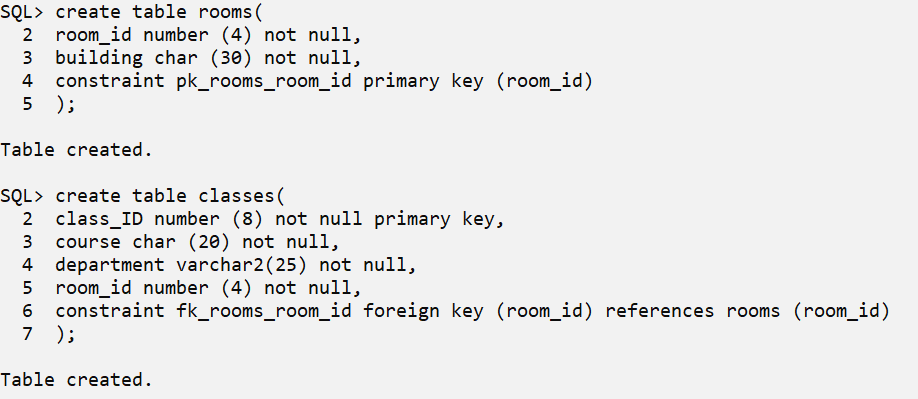 SQL> create table rooms(
  2  room_id number (4) not null,
  3  building char (30) not null,
  4  constraint pk_rooms_room_id primary key (room_id)
  5  );
Table created.
SQL> create table classes(
  2  class_ID number (8) not null primary key,
  3  course char (20) not null,
  4  department varchar2(25) not null,
  5  room_id number (4) not null,
  6  constraint fk_rooms_room_id foreign key (room_id) references rooms (room_id)
  7  );
Table created.